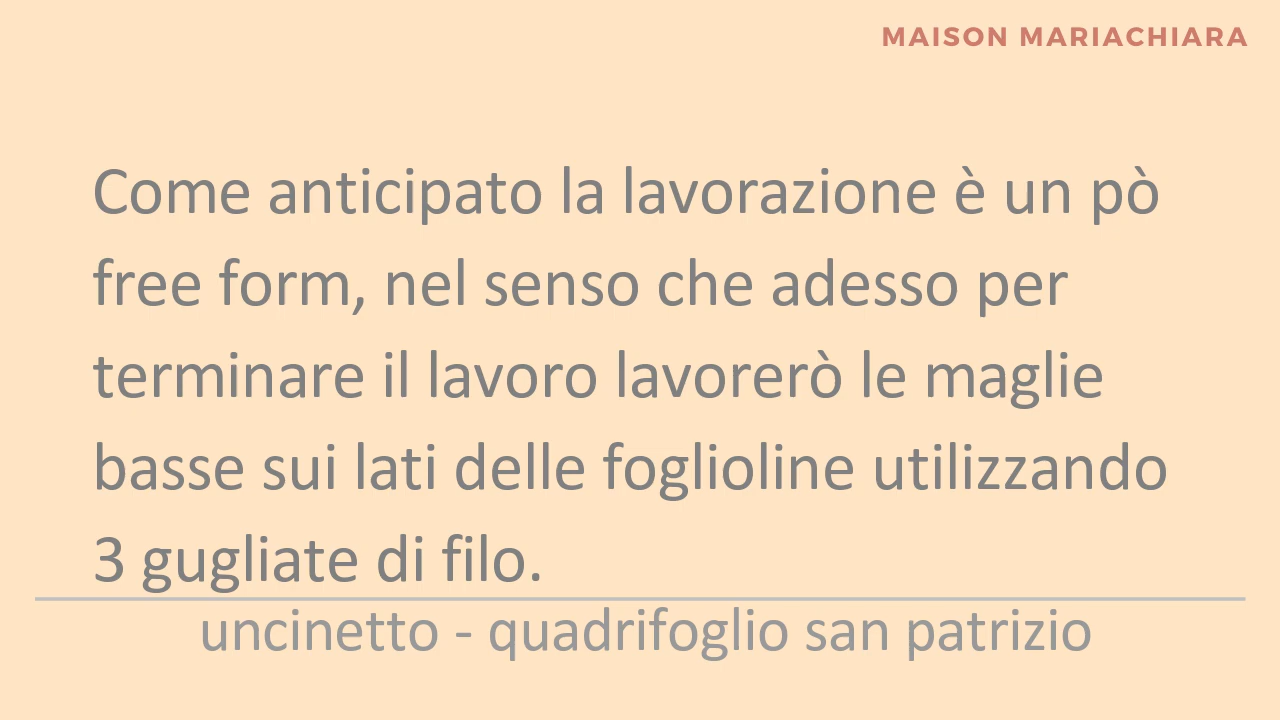 MAISON MARIACHIARA
Come anticipato la lavorazione è un pò
free form, nel senso che adesso per
terminare il lavoro lavorerò le maglie
basse sui lati delle foglioline utilizzando
3 gugliate di filo.
uncinetto - quadrifoglio san patrizio